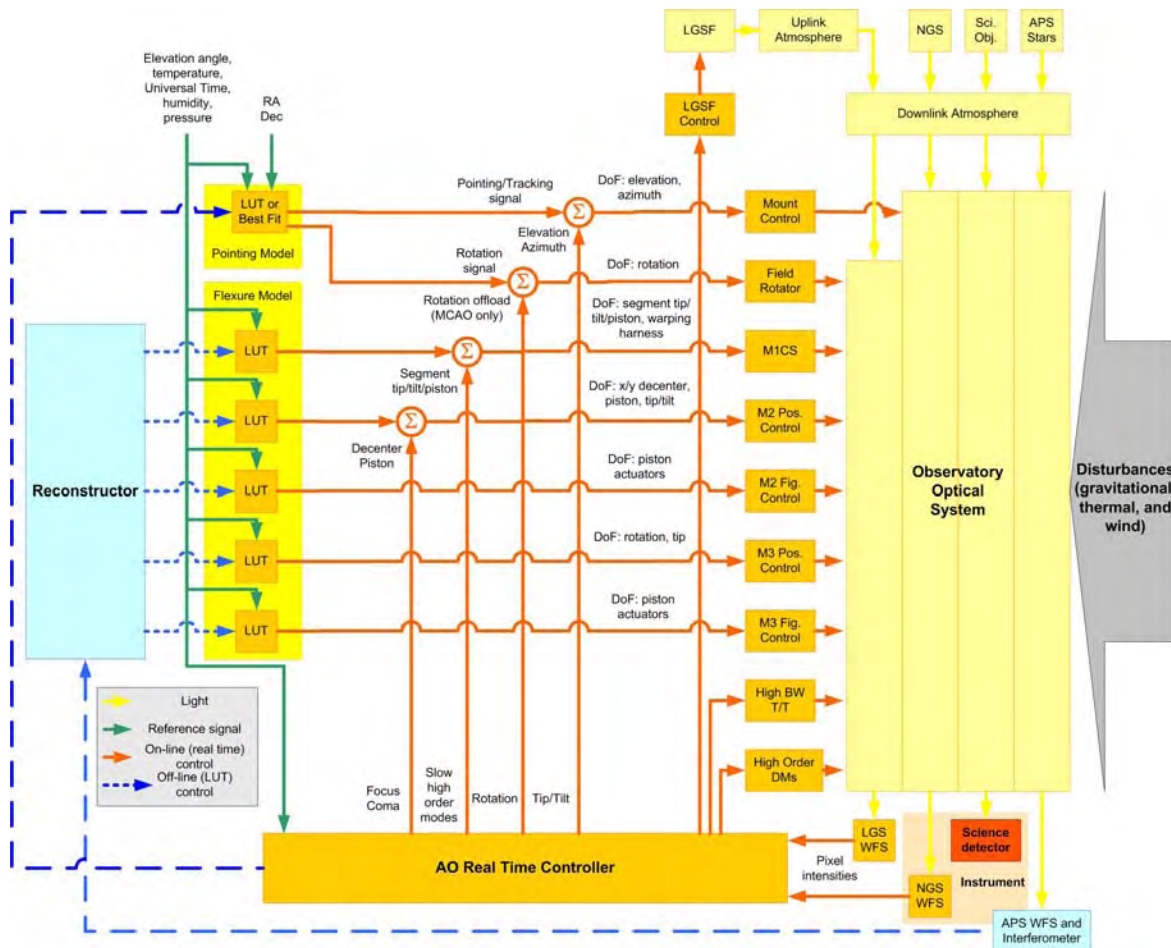 LGSF
Uplink
Atmosphere
NGS
Sci.
Obj.
APS
Stars
Elevation angle,
temperature,
Universal Time,
humidity,
pressure
RA
Dec
LGSF
Control
Downlink Atmosphere
LUT or
Best Fit
Pointing Model
Pointing/Tracking
signal
Σ
DoF: elevation,
azimuth
Mount
Control
Elevation
Azimuth
Rotation
signal
Σ
DoF: rotation
Field
Rotator
Rotation offload
(MCAO only)
Flexure Model
DoF: segment tip/
tilt/piston, warping
harness
LUT
Σ
M1CS
Segment
tip/tilt/piston
DoF: x/y decenter,
piston, tip/tilt
LUT
Σ
M2 Pos.
Control
Decenter
Piston
DoF: piston
actuators
LUT
M2 Fig.
Control
Reconstructor
Observatory
Optical
System
Disturbances
(gravitational,
thermal, and
wind)
DoF: rotation, tip
LUT
M3 Pos.
Control
DoF: piston
actuators
LUT
M3 Fig.
Control
Light
Reference signal
On-line (real time)
control
Off-line (LUT)
control
High BW
T/T
High Order
DMs
Focus
Coma
Slow
high
order
modes
Rotation
Tip/Tilt
AO Real Time Controller
Pixel
intensities
LGS
WFS
Science
detector
NGS
WFS
Instrument
APS WFS and
Interferometer